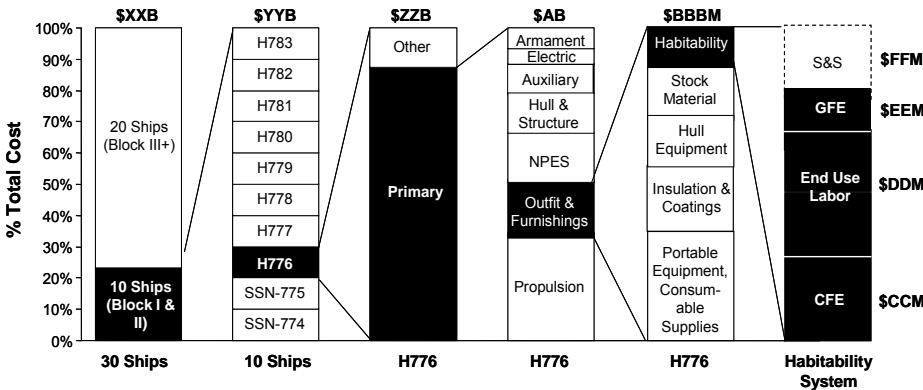 $XXB
$YYB
$ZZB
$AB
$BBBM
% Total Cost
100%
90%
80%
70%
60%
50%
40%
30%
20%
10%
0%
20 Ships
(Block III+)
10 Ships
(Block I &
II)
30 Ships
H783
H782
H781
H780
H779
H778
H777
H776
SSN-775
SSN-774
10 Ships
Other
Primary
H776
Armament
Electric
Auxiliary
Hull &
Structure
NPES
Outfit &
Furnishings
Propulsion
H776
Habitability
Stock
Material
Hull
Equipment
Insulation &
Coatings
Portable
Equipment,
Consum-
able
Supplies
H776
S&S
GFE
End Use
Labor
CFE
Habitability
System
$FFM
$EEM
$DDM
$CCM